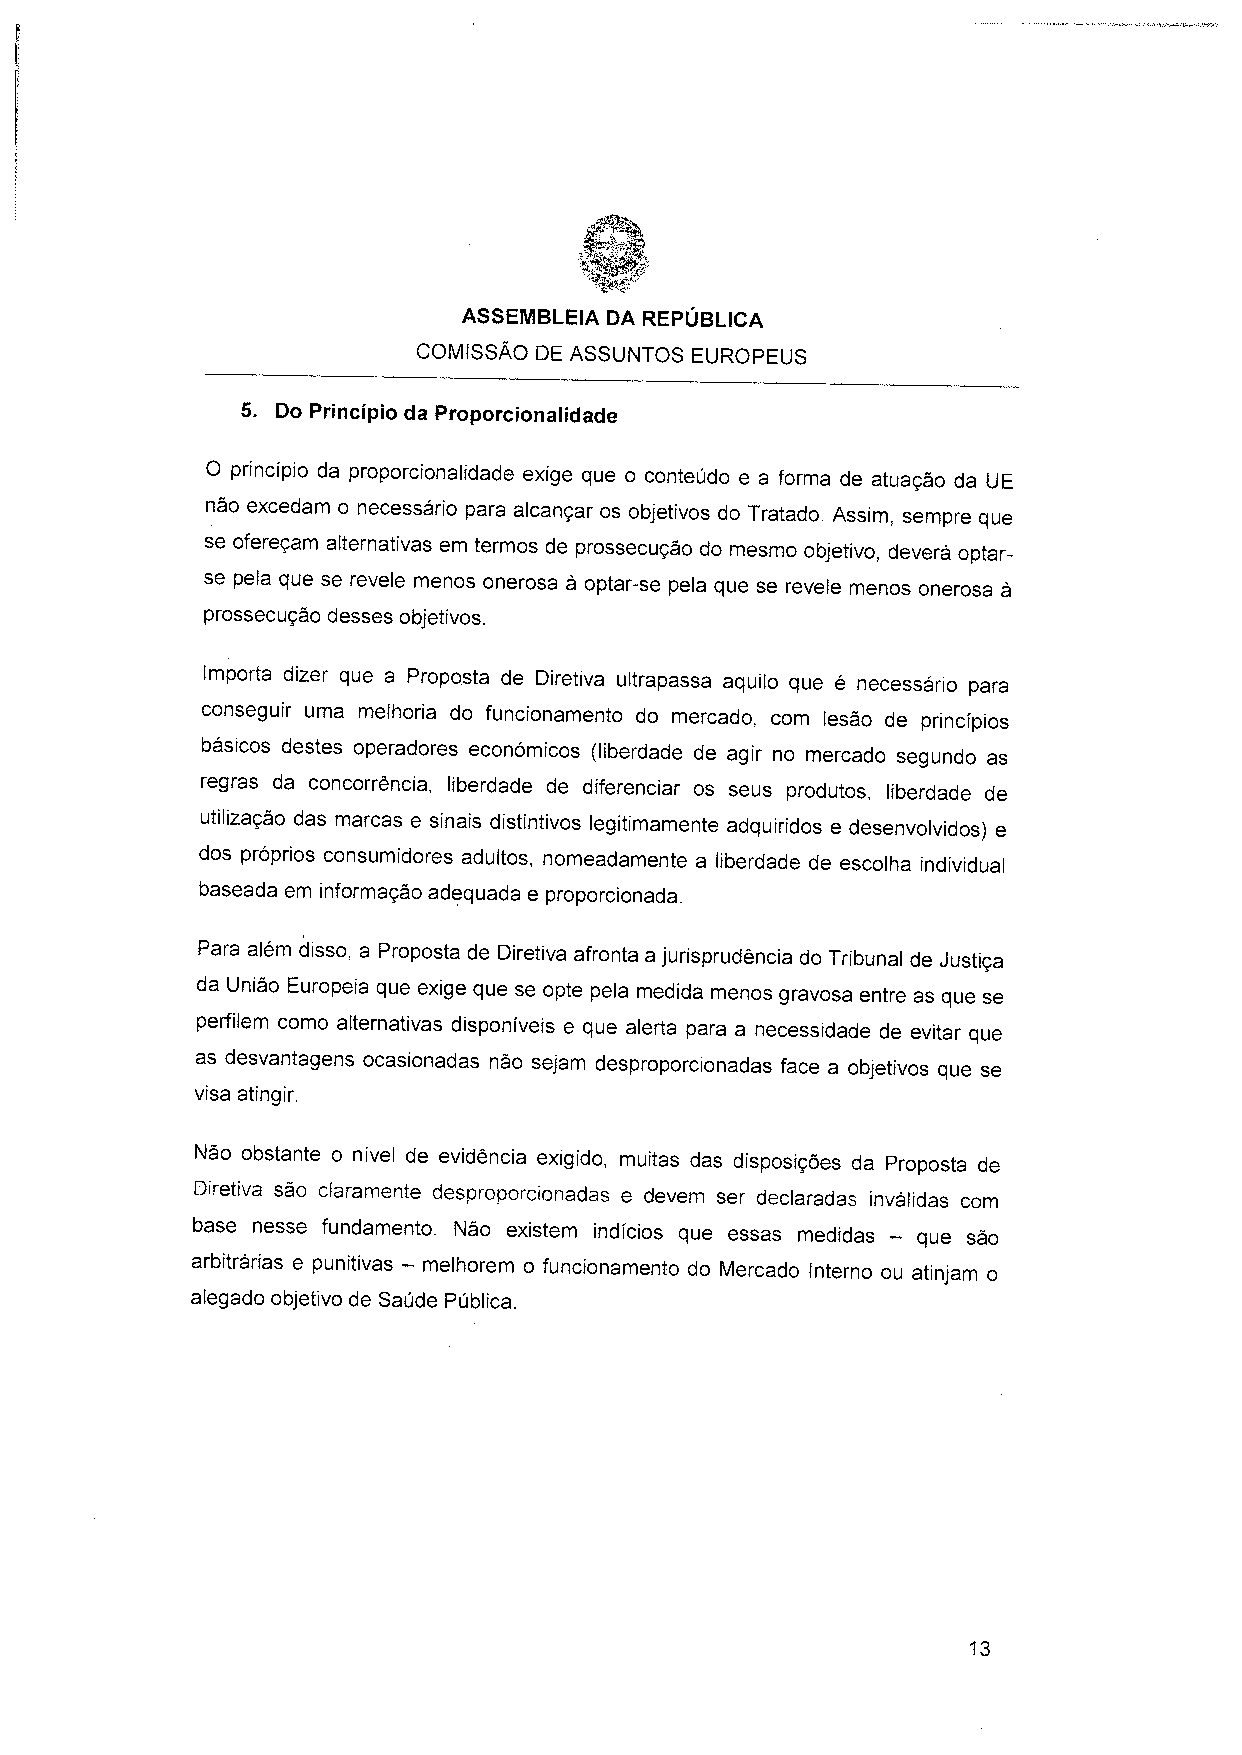 ASSEMBLEIA DA REPÚBLICA
COMISSÃO DE ASSUNTOS EUROPEUS
5. Do Princípio da Proporcionalidade
O princípio da proporcionalidade exige que o conteúdo e a forma de atuação da UE
não excedam o necessário para alcançar os objetivos do Tratado. Assim, sempre que
se ofereçam alternativas em termos de prossecução do mesmo objetivo, deverá optar-
se pela que se revele menos onerosa à optar-se pela que se revele menos onerosa à
prossecução desses objetivos.
Importa dizer que a Proposta de Diretiva ultrapassa aquilo que é necessário para
conseguir uma melhoria do funcionamento do mercado, com lesão de princípios
básicos destes operadores económicos (liberdade de agir no mercado segundo as
regras da concorrência, liberdade de diferenciar os seus produtos, liberdade de
utilização das marcas e sinais distintivos legitimamente adquiridos e desenvolvidos) e
dos próprios consumidores adultos, nomeadamente a liberdade de escolha individual
baseada em informação adequada e proporcionada.
Para além disso, a Proposta de Diretiva afronta a jurisprudência do Tribunal de Justiça
da União Europeia que exige que se opte pela medida menos gravosa entre as que se
perfilem como alternativas disponíveis e que alerta para a necessidade de evitar que
as desvantagens ocasionadas não sejam desproporcionadas face a objetivos que se
visa atingir.
Não obstante o nível de evidência exigido, muitas das disposições da Proposta de
Diretiva são claramente desproporcionadas e devem ser declaradas inválidas com
base nesse fundamento. Não existem indícios que essas medidas – que são
arbitrárias e punitivas – melhorem o funcionamento do Mercado Interno ou atinjam o
alegado objetivo de Saúde Pública.
13